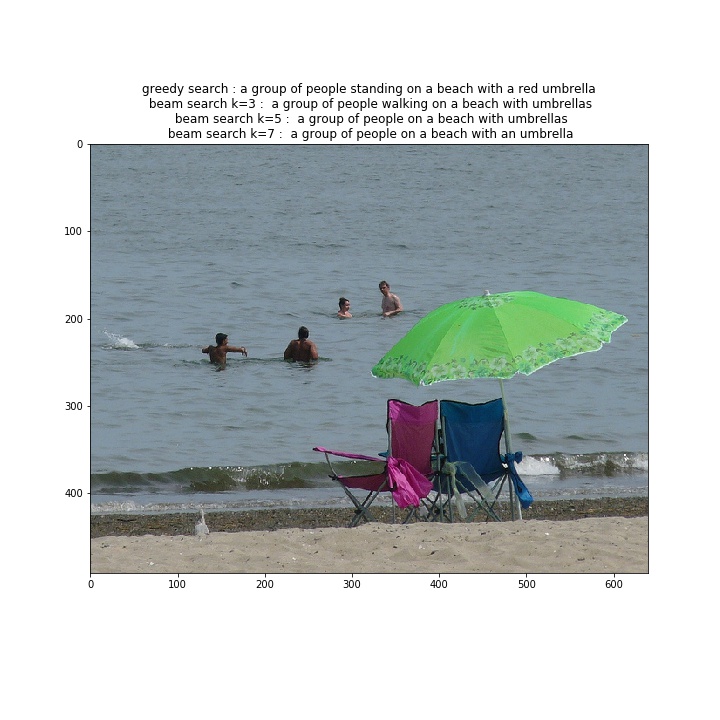 greedy search : a group of people standing on a beach with a red umbrella
beam search k=3 :  a group of people walking on a beach with umbrellas
beam search k=5 :  a group of people on a beach with umbrellas
beam search k=7 :  a group of people on a beach with an umbrella
0
100
200
300
400
0 100 200 300 400 500 600